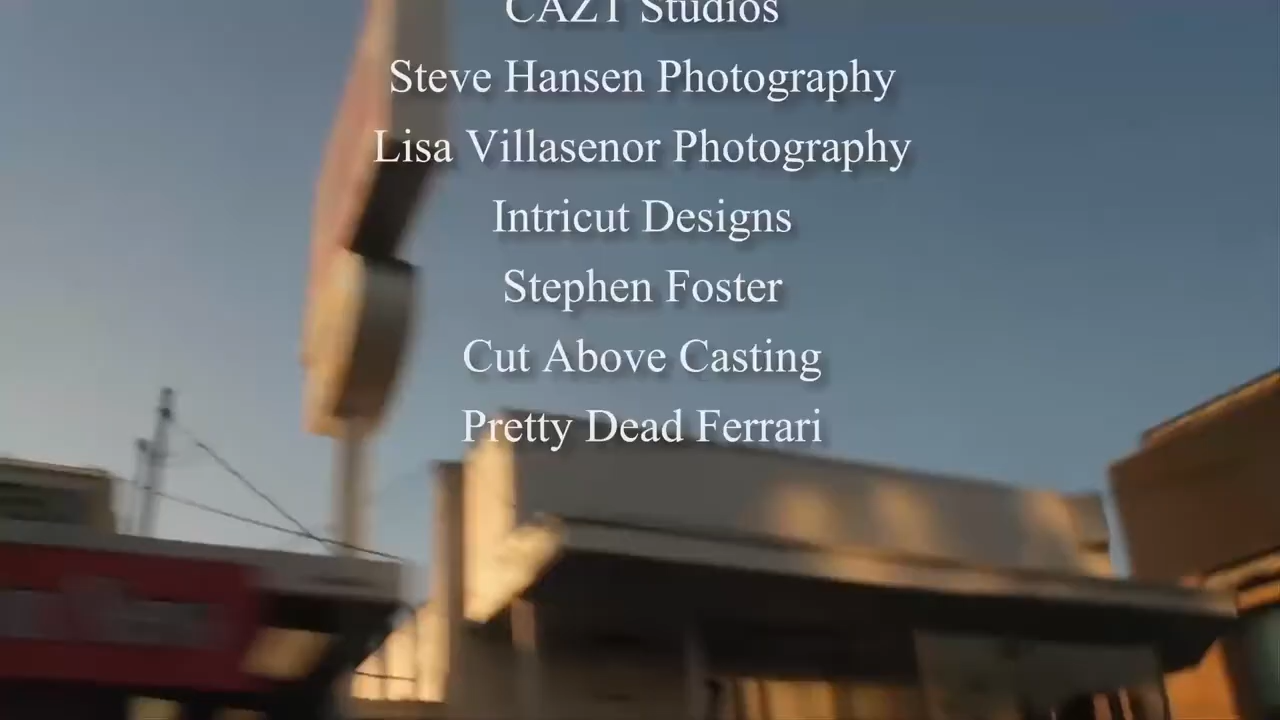 CAZT Studios
Steve Hansen Photography
Lisa Villasenor Photography
Intricut Designs
Stephen Foster
Cut Above Casting
Pretty Dead Ferrari